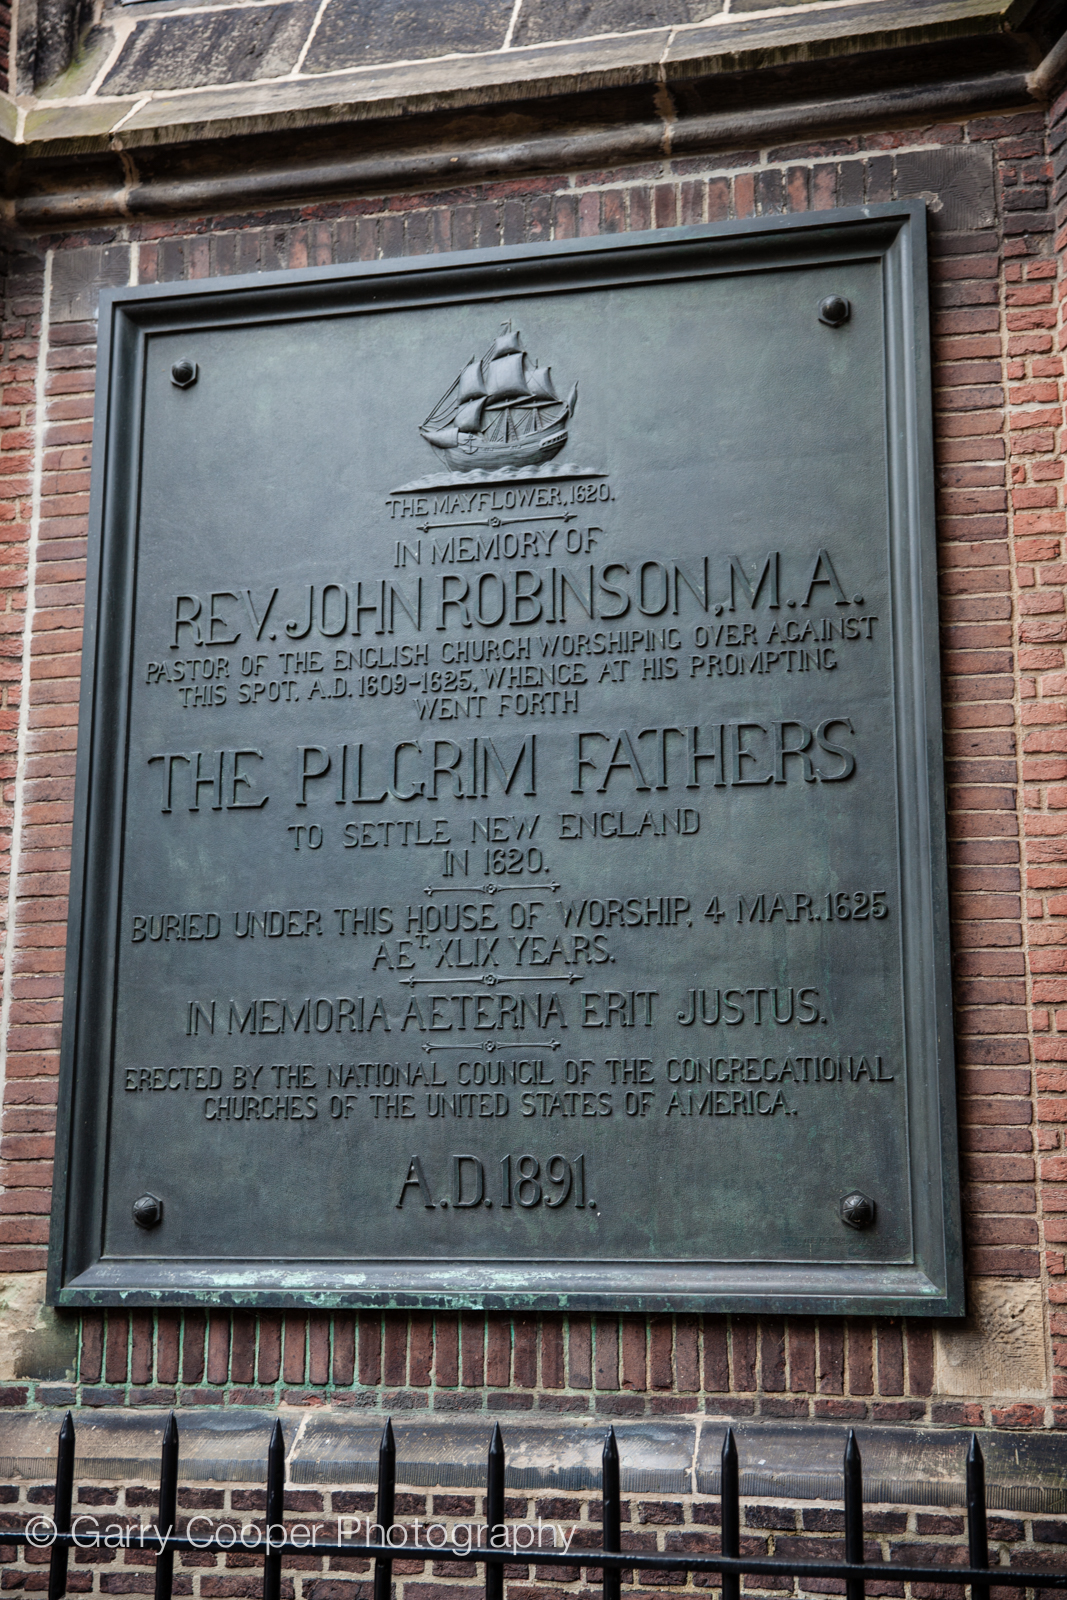 THE MAYFLOWER, 1620.
IN MEMORY OF
REV. JOHN ROBINSON, M.A.
PASTOR OF THE ENGLISH CHURCH WORSHIPING OVER AGAINST
THIS SPOT, A.D. 1609-1625, WHENCE AT HIS PROMPTING
WENT FORTH
THE PILGRIM FATHERS
TO SETTLE NEW ENGLAND
IN 1620.
BURIED UNDER THIS HOUSE OF WORSHIP, 4 MAR. 1625
AET. XLIX YEARS.
IN MEMORIA AETERNA ERIT JUSTUS.
ERECTED BY THE NATIONAL COUNCIL OF THE CONGREGATIONAL
CHURCHES OF THE UNITED STATES OF AMERICA.
A.D. 1891.
© Garry Cooper Photography